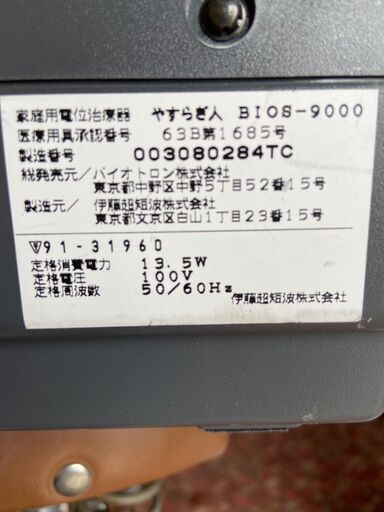 家庭用電位治療器 やすらぎ人 BIOS-9000
医療用具承認番号 63B第1685号
製造番号 003080284TC
総発売元/バイオトロン株式会社
東京都中野区中野5丁目52番15号
製造元/伊藤超短波株式会社
東京都文京区白山1丁目23番15号
91-31960
定格消費電力 13.5W
定格電圧 100V
定格周波数 50/60Hz 伊藤超短波株式会社